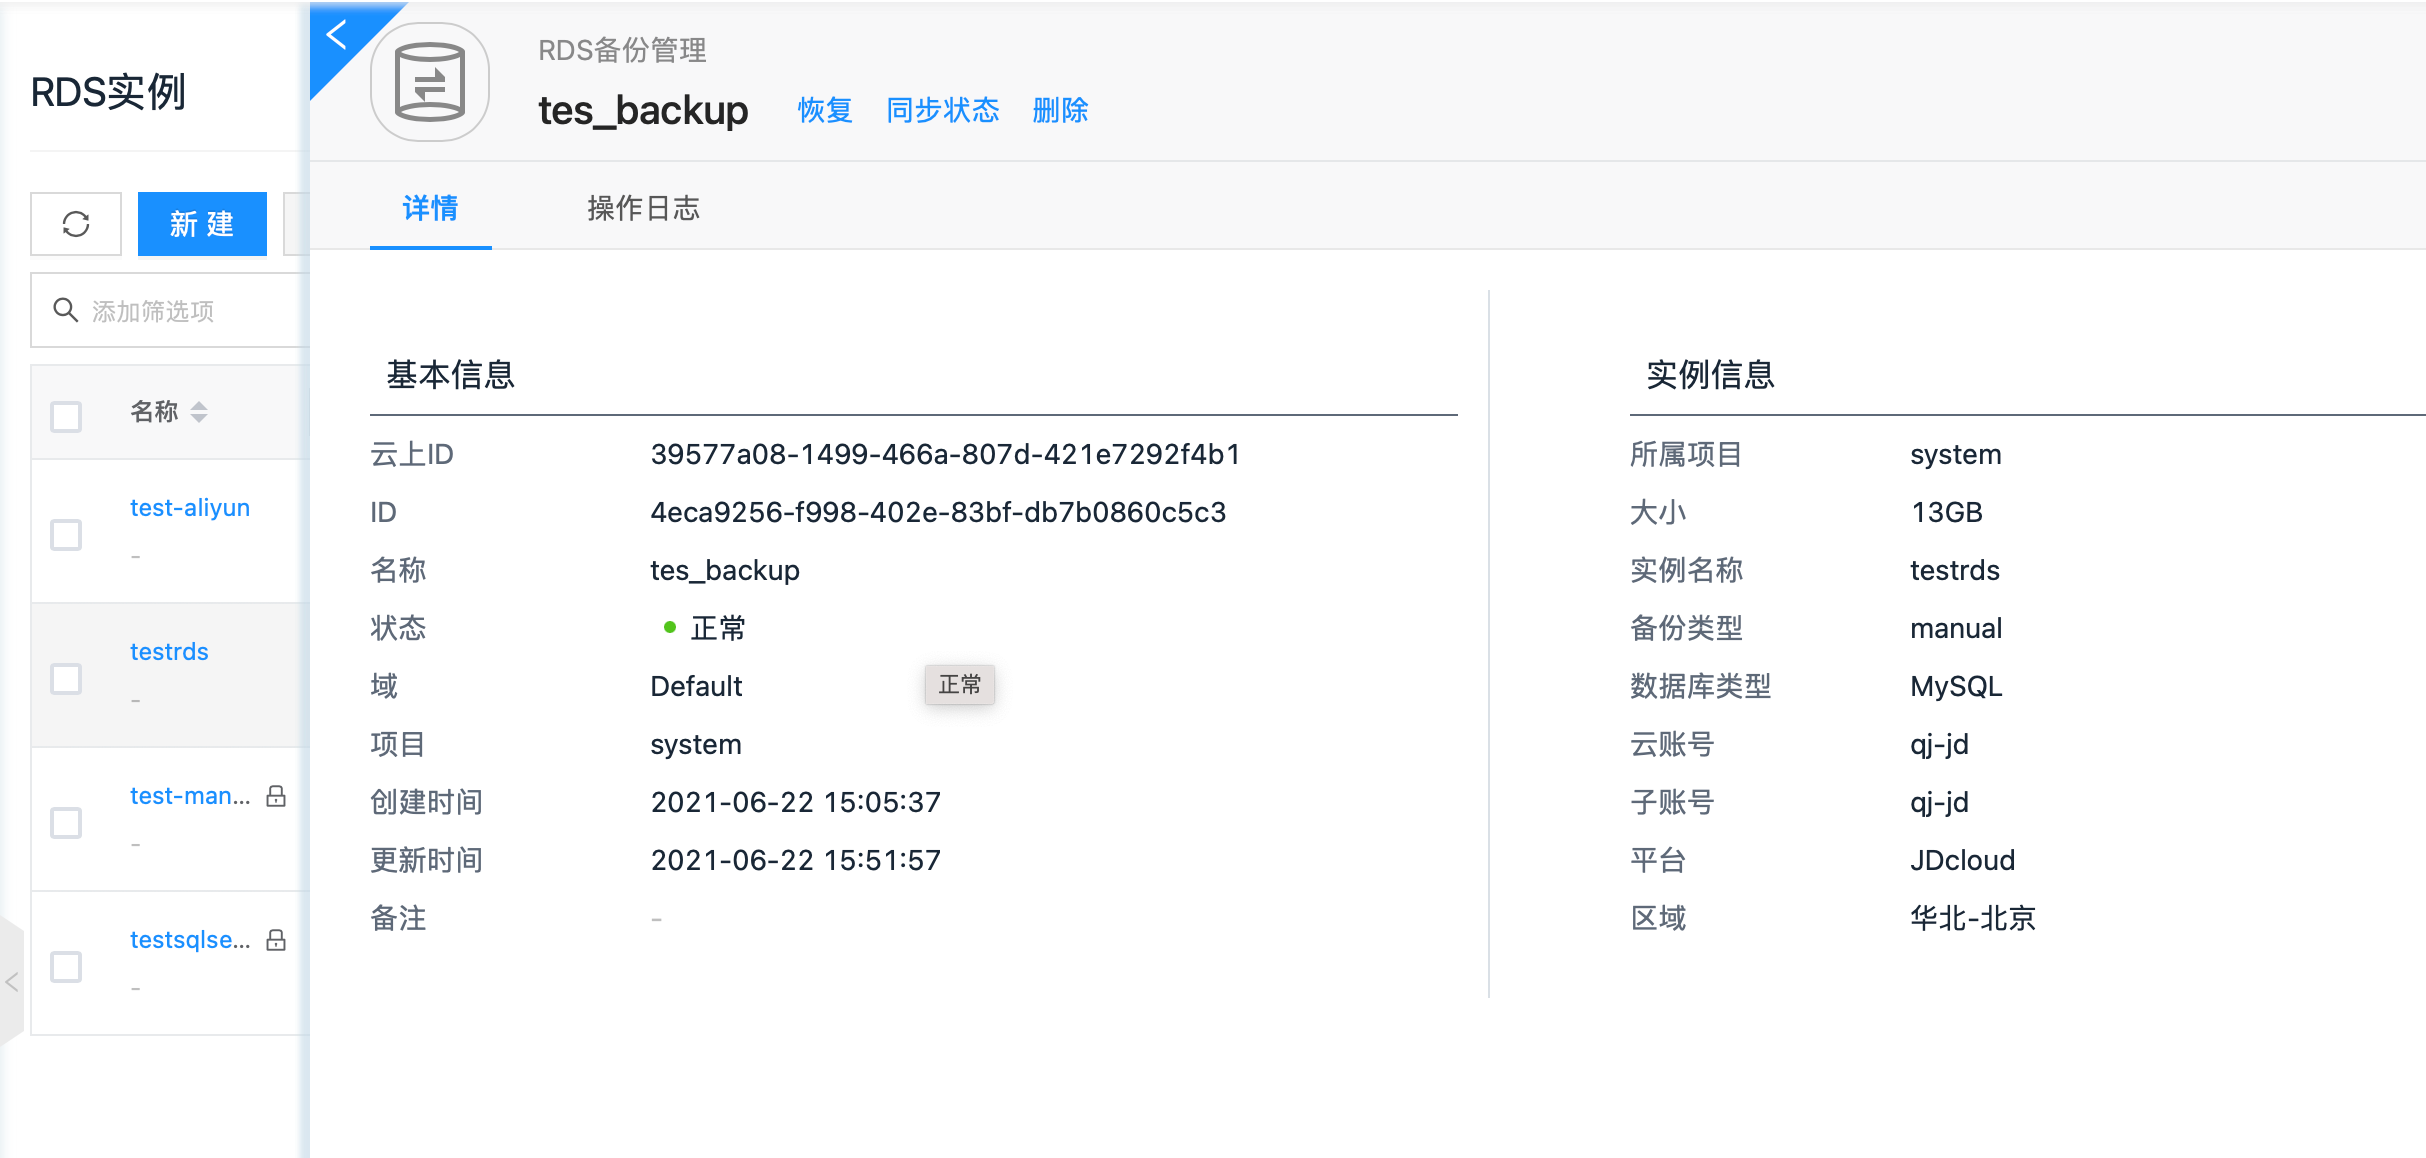 RDS实例
新 建
添加筛选项
名称
test-aliyun
-
testrds
-
test-man...
-
testsqlse...
-
RDS备份管理
tes_backup 恢复 同步状态 删除
详情 操作日志
基本信息
云上ID 39577a08-1499-466a-807d-421e7292f4b1
ID 4eca9256-f998-402e-83bf-db7b0860c5c3
名称 tes_backup
状态 正常
域 Default
正常
项目 system
创建时间 2021-06-22 15:05:37
更新时间 2021-06-22 15:51:57
备注 -
实例信息
所属项目 system
大小 13GB
实例名称 testrds
备份类型 manual
数据库类型 MySQL
云账号 qj-jd
子账号 qj-jd
平台 JDcloud
区域 华北-北京